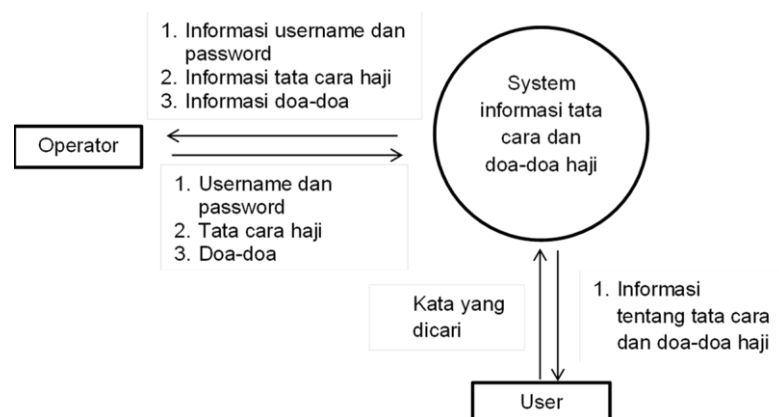 1. Informasi username dan
password
2. Informasi tata cara haji
3. Informasi doa-doa
System
informasi tata
cara dan
doa-doa haji
Operator
1. Username dan
password
2. Tata cara haji
3. Doa-doa
Kata yang
dicari
1. Informasi
tentang tata cara
dan doa-doa haji
User